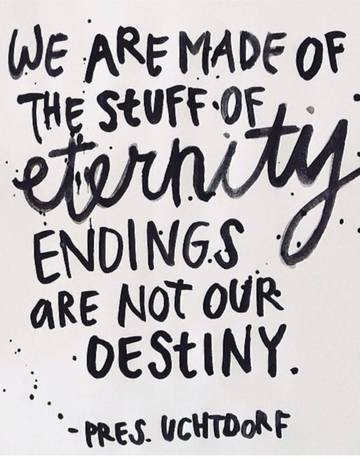 WE ARE MADE OF
THE STUFF OF
eternity
ENDINGS
ARE NOT OUR
DESTINY.
- PRES. UCHTDORF